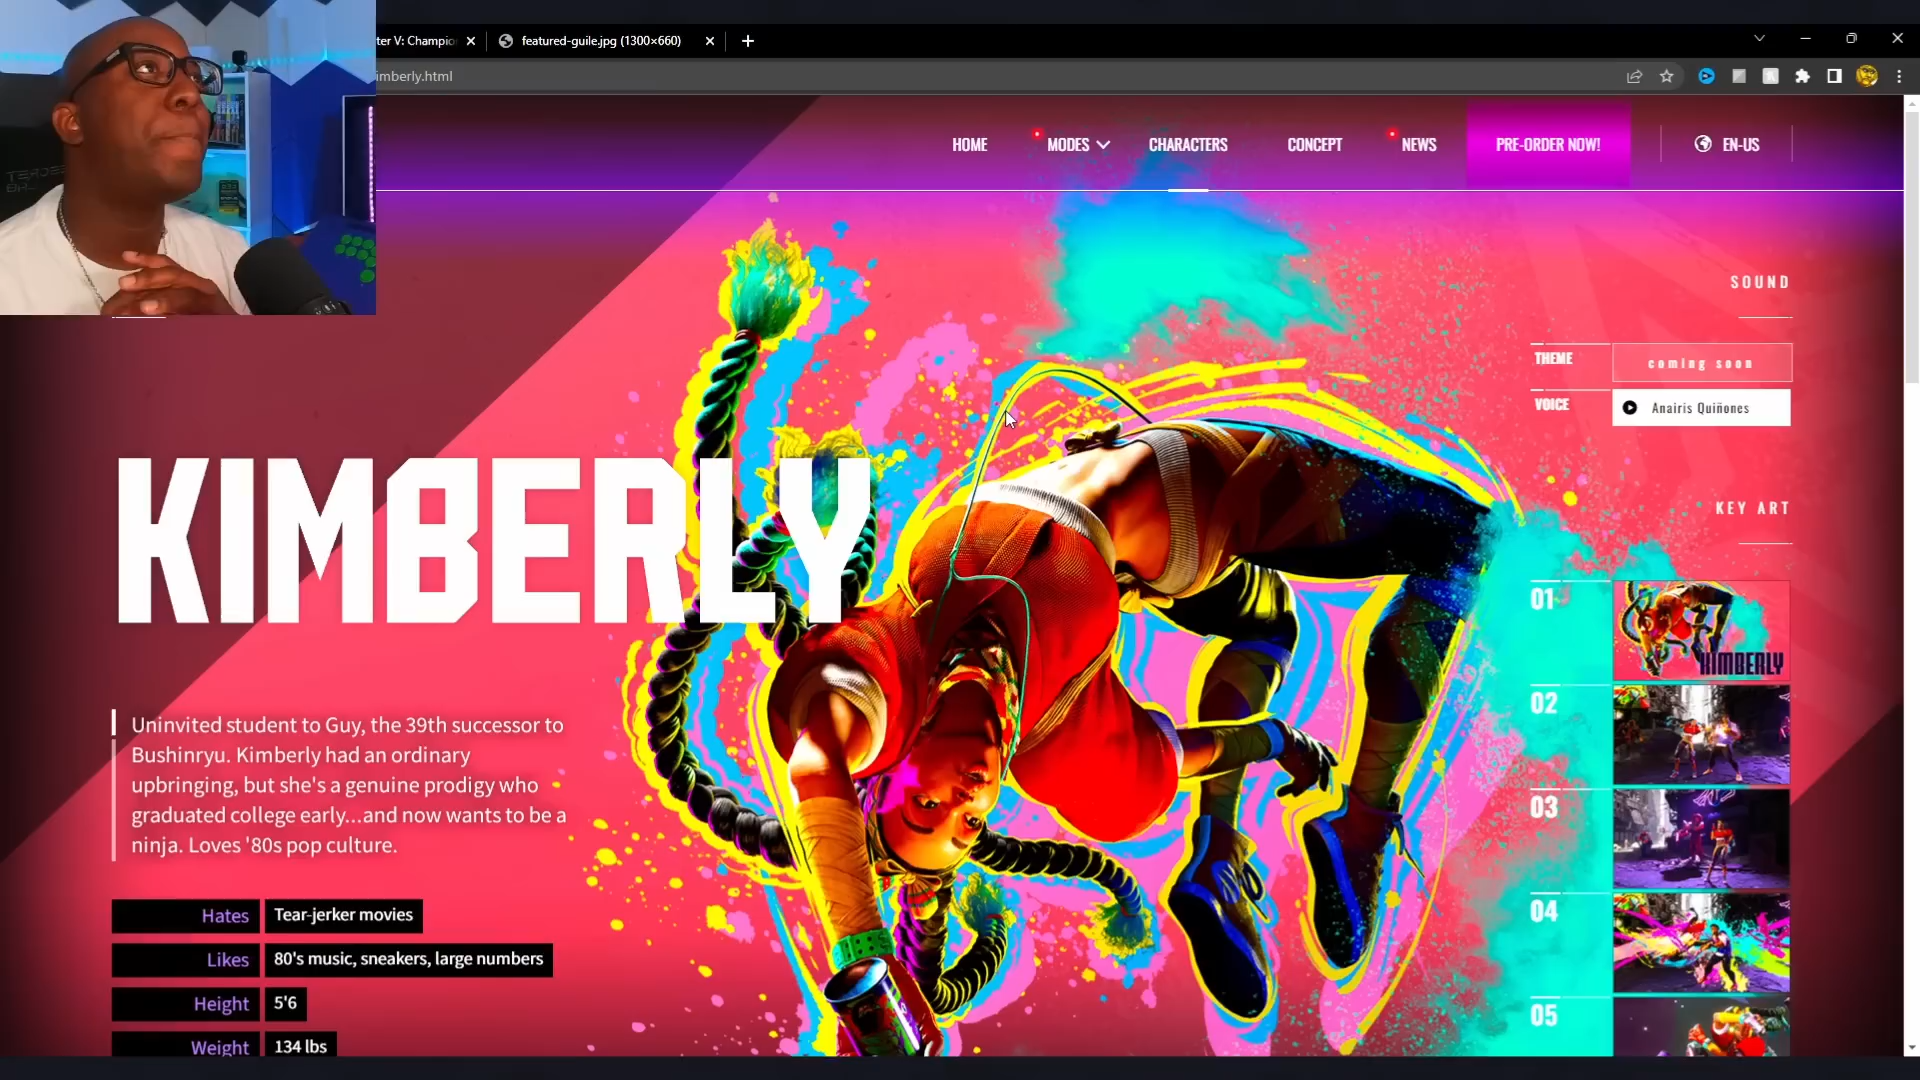 ter V: Champio
featured-guile.jpg (1300×660)
imberly.html
HOME
MODES
CHARACTERS
CONCEPT
NEWS
PRE-ORDER NOW!
EN-US
SOUND
THEME
coming soon
VOICE
Anairis Quiñones
KEY ART
KIMBERLY
01
KIMBERLY
02
03
04
05
Uninvited student to Guy, the 39th successor to
Bushinryu. Kimberly had an ordinary
upbringing, but she's a genuine prodigy who
graduated college early...and now wants to be a
ninja. Loves '80s pop culture.
Hates Tear-jerker movies
Likes 80's music, sneakers, large numbers
Height 5'6
Weight 134 lbs